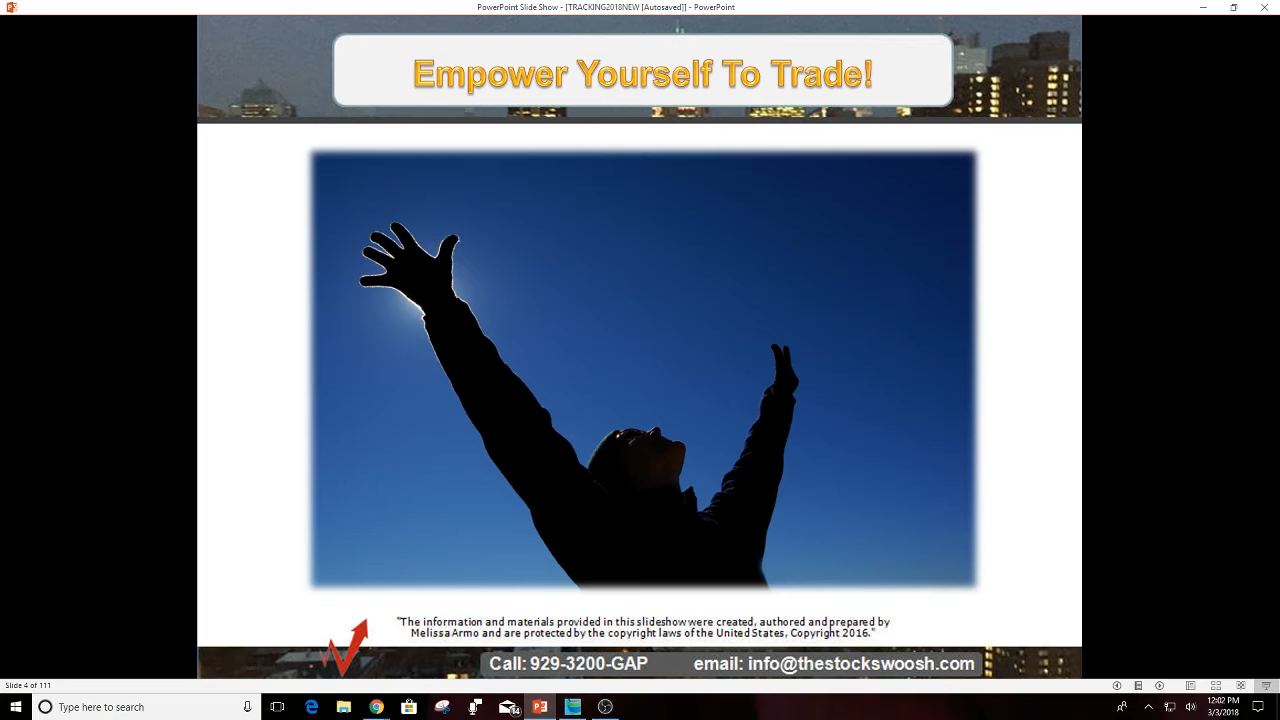 PowerPoint Slide Show - [TRACKING2018NEW [Autosaved]] - PowerPoint
Empower Yourself To Trade!
"The information and materials provided in this slideshow were created, authored and prepared by
Melissa Armo and are protected by the copyright laws of the United States, Copyright 2016."
Call: 929-3200-GAP email: info@thestockswoosh.com
Slide 4 of 111
Type here to search
14
12:02 PM
3/3/2018